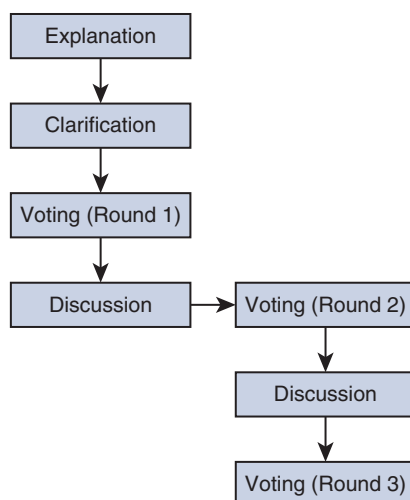 Explanation
Clarification
Voting (Round 1)
Discussion
Voting (Round 2)
Discussion
Voting (Round 3)